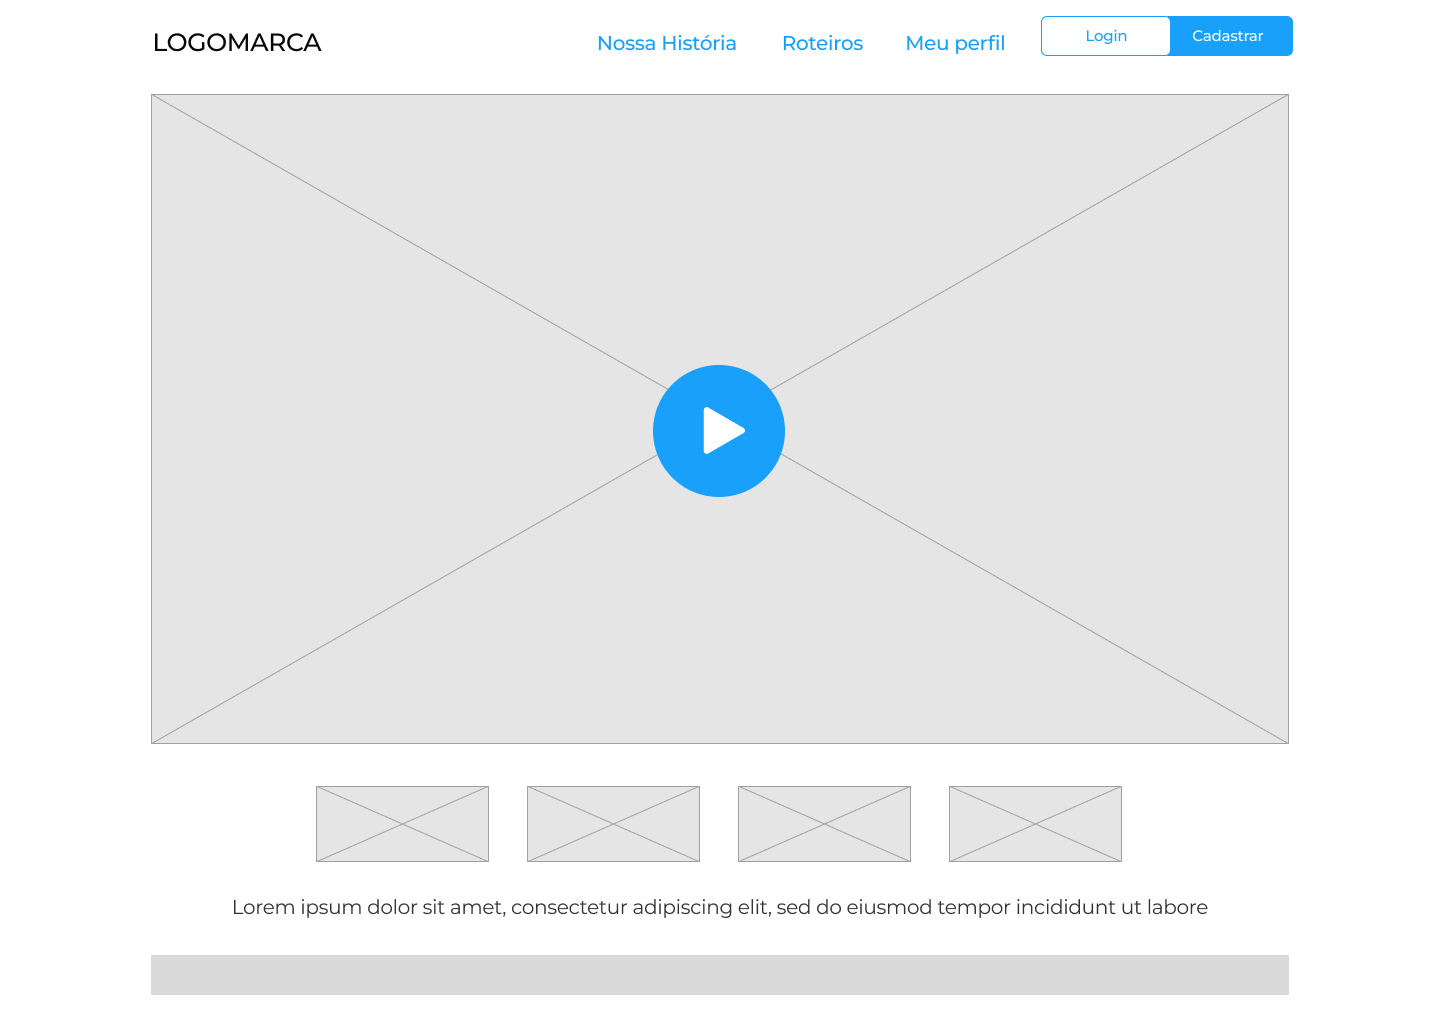 LOGOMARCA
Nossa História
Roteiros
Meu perfil
Login
Cadastrar
Lorem ipsum dolor sit amet, consectetur adipiscing elit, sed do eiusmod tempor incididunt ut labore